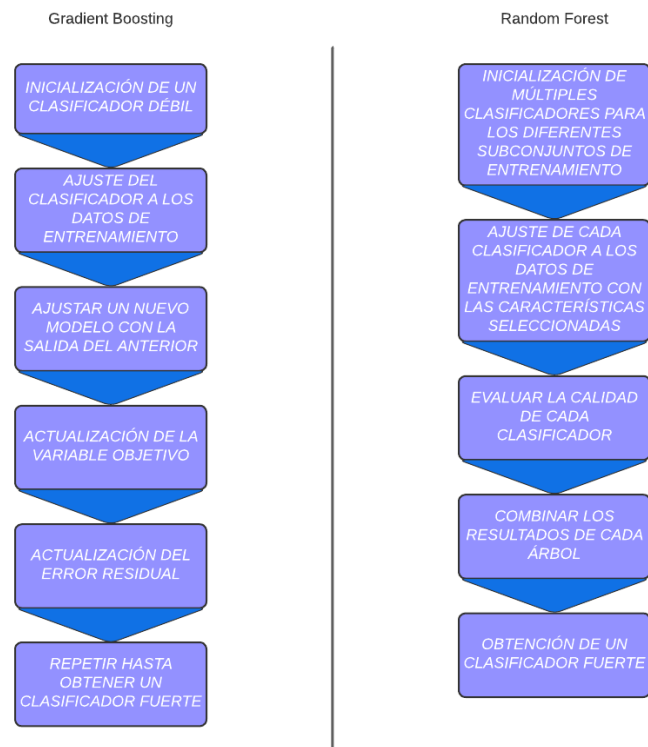 Gradient Boosting
INICIALIZACIÓN DE UN
CLASIFICADOR DÉBIL
AJUSTE DEL
CLASIFICADOR A LOS
DATOS DE
ENTRENAMIENTO
AJUSTAR UN NUEVO
MODELO CON LA
SALIDA DEL ANTERIOR
ACTUALIZACIÓN DE LA
VARIABLE OBJETIVO
ACTUALIZACIÓN DEL
ERROR RESIDUAL
REPETIR HASTA
OBTENER UN
CLASIFICADOR FUERTE
Random Forest
INICIALIZACIÓN DE
MÚLTIPLES
CLASIFICADORES PARA
LOS DIFERENTES
SUBCONJUNTOS DE
ENTRENAMIENTO
AJUSTE DE CADA
CLASIFICADOR A LOS
DATOS DE
ENTRENAMIENTO CON
LAS CARACTERÍSTICAS
SELECCIONADAS
EVALUAR LA CALIDAD
DE CADA
CLASIFICADOR
COMBINAR LOS
RESULTADOS DE CADA
ÁRBOL
OBTENCIÓN DE UN
CLASIFICADOR FUERTE